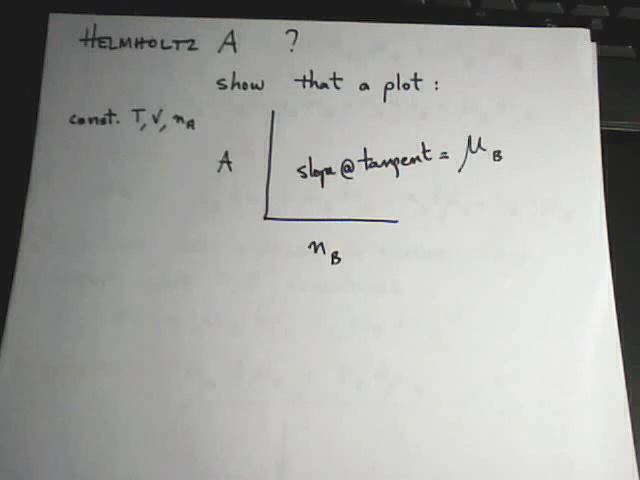 HELMHOLTZ A ?
show that a plot :
const. T, V, nA
A
slope @ tangent = μB
nB